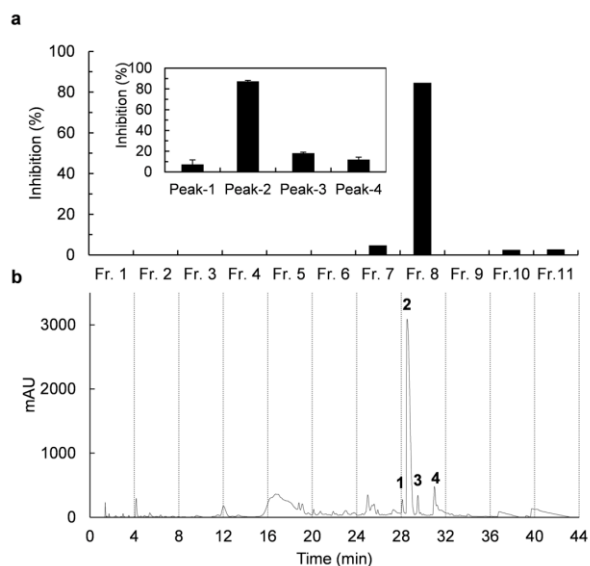 a
Inhibition (%)
100
80
60
40
20
0
Inhibition (%)
100
80
60
40
20
0
Peak-1 Peak-2 Peak-3 Peak-4
Fr. 1 Fr. 2 Fr. 3 Fr. 4 Fr. 5 Fr. 6 Fr. 7 Fr. 8 Fr. 9 Fr.10 Fr.11
b
mAU
3000
2000
1000
0
2
1 3 4
0 4 8 12 16 20 24 28 32 36 40 44
Time (min)